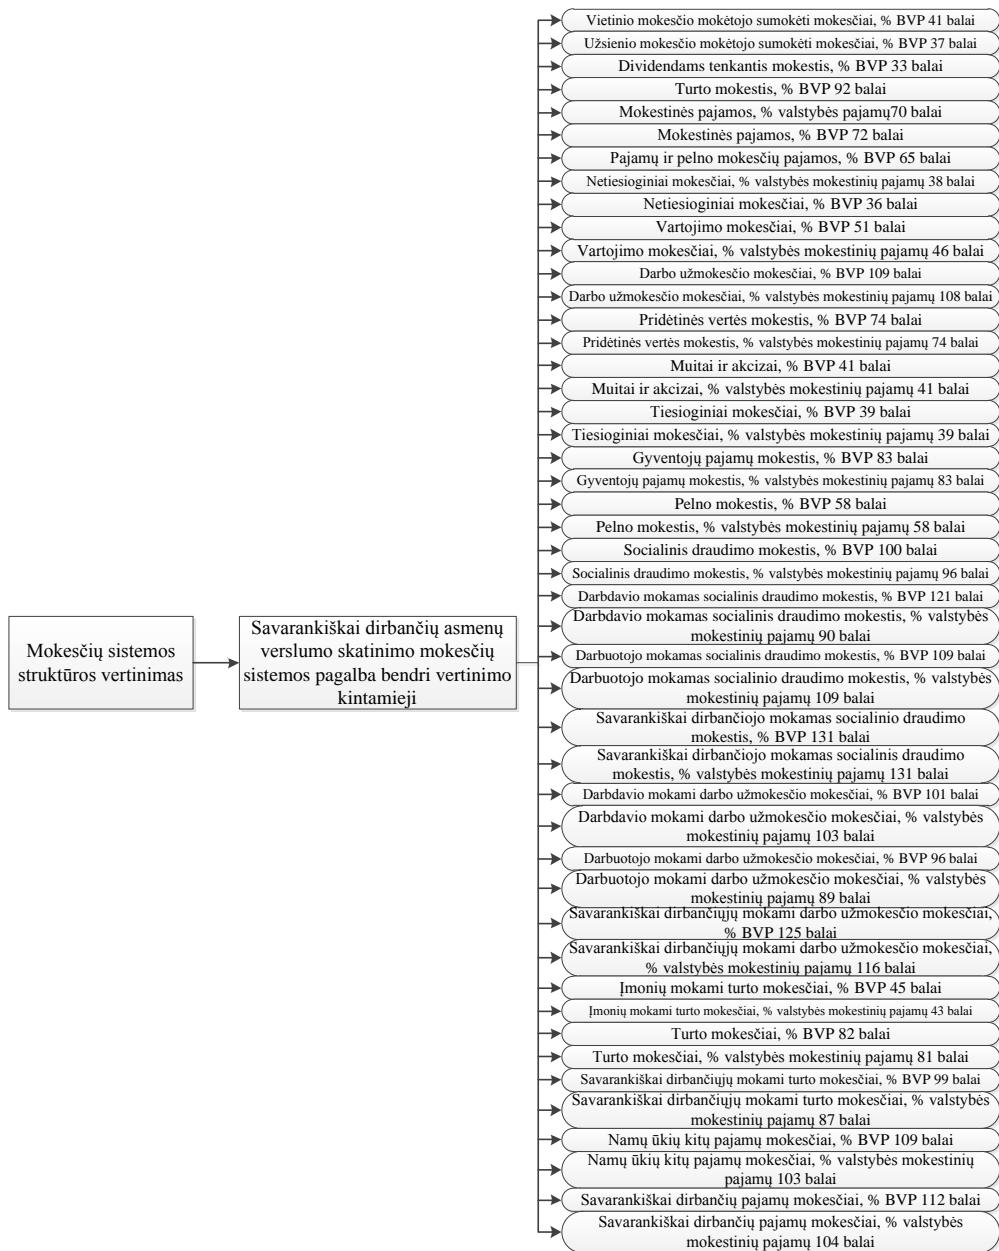 Vietinio mokesčio mokėtojo sumokėti mokesčiai, % BVP 41 balai
Užsienio mokesčio mokėtojo sumokėti mokesčiai, % BVP 37 balai
Dividendams tenkantis mokestis, % BVP 33 balai
Turto mokestis, % BVP 92 balai
Mokestinės pajamos, % valstybės pajamų70 balai
Mokestinės pajamos, % BVP 72 balai
Pajamų ir pelno mokesčių pajamos, % BVP 65 balai
Netiesioginiai mokesčiai, % valstybės mokestinių pajamų 38 balai
Netiesioginiai mokesčiai, % BVP 36 balai
Vartojimo mokesčiai, % BVP 51 balai
Vartojimo mokesčiai, % valstybės mokestinių pajamų 46 balai
Darbo užmokesčio mokesčiai, % BVP 109 balai
Darbo užmokesčio mokesčiai, % valstybės mokestinių pajamų 108 balai
Pridėtinės vertės mokestis, % BVP 74 balai
Pridėtinės vertės mokestis, % valstybės mokestinių pajamų 74 balai
Muitai ir akcizai, % BVP 41 balai
Muitai ir akcizai, % valstybės mokestinių pajamų 41 balai
Tiesioginiai mokesčiai, % BVP 39 balai
Tiesioginiai mokesčiai, % valstybės mokestinių pajamų 39 balai
Gyventojų pajamų mokestis, % BVP 83 balai
Gyventojų pajamų mokestis, % valstybės mokestinių pajamų 83 balai
Pelno mokestis, % BVP 58 balai
Pelno mokestis, % valstybės mokestinių pajamų 58 balai
Socialinis draudimo mokestis, % BVP 100 balai
Socialinis draudimo mokestis, % valstybės mokestinių pajamų 96 balai
Darbdavio mokamas socialinis draudimo mokestis, % BVP 121 balai
Mokesčių sistemos
struktūros vertinimas
Savarankiškai dirbančių asmenų
verslumo skatinimo mokesčių
sistemos pagalba bendri vertinimo
kintamieji
Darbdavio mokamas socialinis draudimo mokestis, % valstybės
mokestinių pajamų 90 balai
Darbuotojo mokamas socialinis draudimo mokestis, % BVP 109 balai
Darbuotojo mokamas socialinio draudimo mokestis, % valstybės
mokestinių pajamų 109 balai
Savarankiškai dirbančiojo mokamas socialinio draudimo
mokestis, % BVP 131 balai
Savarankiškai dirbančiojo mokamas socialinis draudimo
mokestis, % valstybės mokestinių pajamų 131 balai
Darbdavio mokami darbo užmokesčio mokesčiai, % BVP 101 balai
Darbdavio mokami darbo užmokesčio mokesčiai, % valstybės
mokestinių pajamų 103 balai
Darbuotojo mokami darbo užmokesčio mokesčiai, % BVP 96 balai
Darbuotojo mokami darbo užmokesčio mokesčiai, % valstybės
mokestinių pajamų 89 balai
Savarankiškai dirbančiųjų mokami darbo užmokesčio mokesčiai,
% BVP 125 balai
Savarankiškai dirbančiųjų mokami darbo užmokesčio mokesčiai,
% valstybės mokestinių pajamų 116 balai
Įmonių mokami turto mokesčiai, % BVP 45 balai
Įmonių mokami turto mokesčiai, % valstybės mokestinių pajamų 43 balai
Turto mokesčiai, % BVP 82 balai
Turto mokesčiai, % valstybės mokestinių pajamų 81 balai
Savarankiškai dirbančiųjų mokami turto mokesčiai, % BVP 99 balai
Savarankiškai dirbančiųjų mokami turto mokesčiai, % valstybės
mokestinių pajamų 87 balai
Namų ūkių kitų pajamų mokesčiai, % BVP 109 balai
Namų ūkių kitų pajamų mokesčiai, % valstybės mokestinių
pajamų 103 balai
Savarankiškai dirbančių pajamų mokesčiai, % BVP 112 balai
Savarankiškai dirbančių pajamų mokesčiai, % valstybės
mokestinių pajamų 104 balai